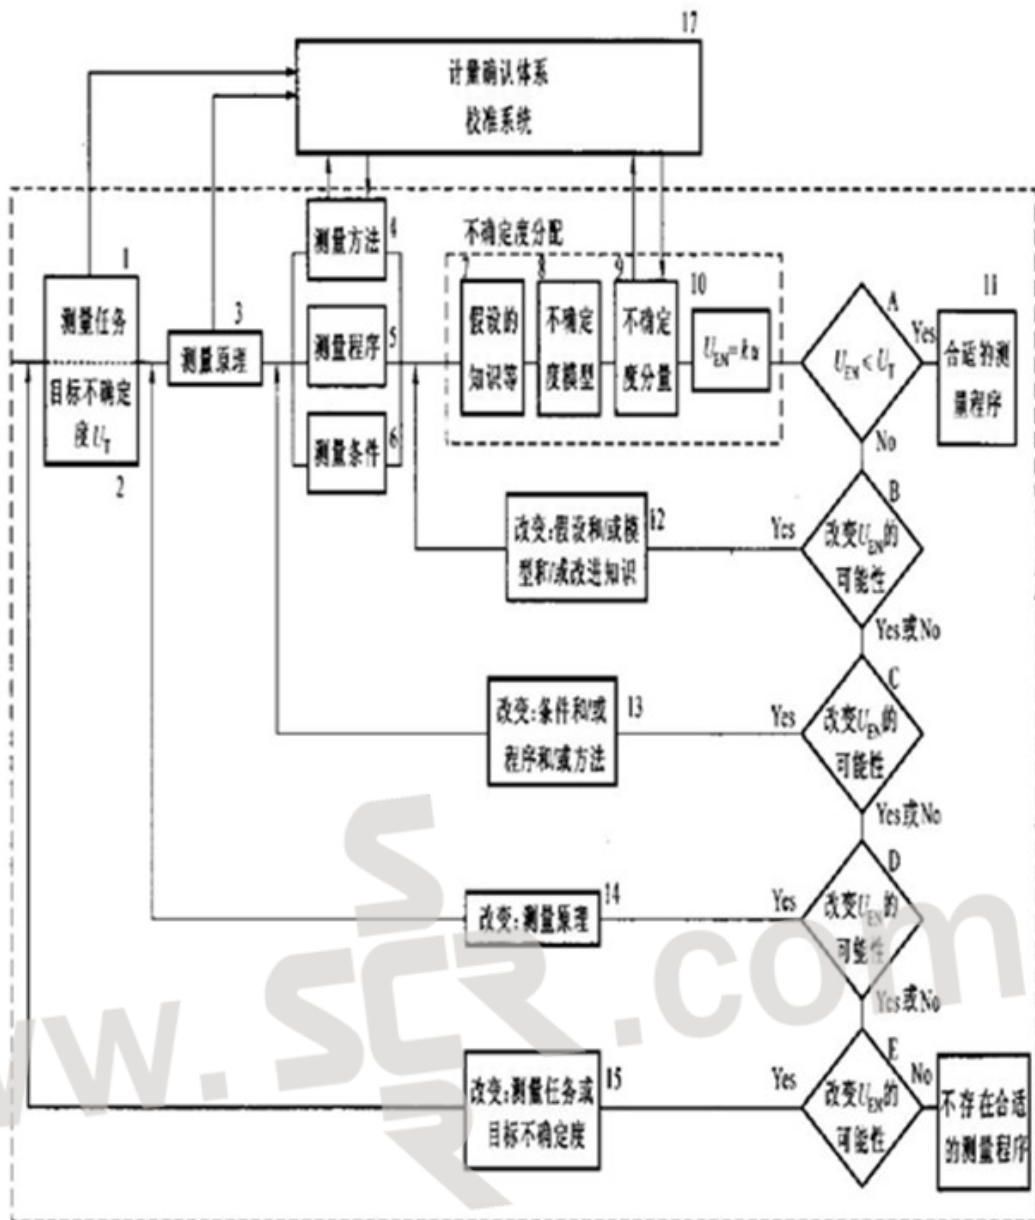 17
计量确认体系
校准系统
测量方法
4
不确定度分配
1
测量任务
目标不确定
度 U_T
2
3
测量原理
测量程序
5
测量条件
6
7
假设的
知识等
8
不确定
度模型
9
不确定
度分量
10
U_EN=ku
A
U_EN≤U_T
Yes
11
合适的测
量程序
No
B
改变U_EN的
可能性
Yes
12
改变:假设和/或模
型和/或改进知识
Yes或No
C
改变U_EN的
可能性
Yes
13
改变:条件和/或
程序和/或方法
Yes或No
D
改变U_EN的
可能性
Yes
14
改变:测量原理
Yes或No
E
改变U_EN的
可能性
Yes
15
改变:测量任务或
目标不确定度
No
不存在合适
的测量程序
w.SCR.com